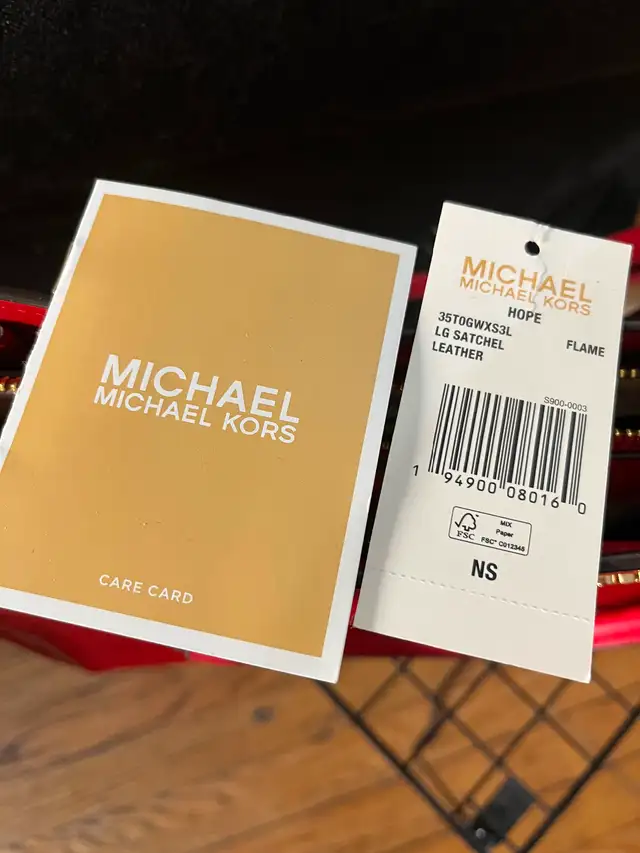 MICHAEL
MICHAEL KORS
CARE CARD
MICHAEL
MICHAEL KORS
HOPE
35T0GWXS3L
LG SATCHEL FLAME
LEATHER
S900-0003
1 94900 08016 0
FSC
MIX
Paper
FSC® C012345
NS